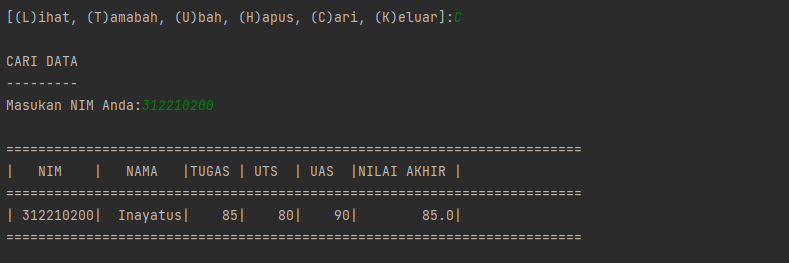 [(L)ihat, (T)amabah, (U)bah, (H)apus, (C)ari, (K)eluar]:C
CARI DATA
---------
Masukan NIM Anda:312210200
========================================================================
|   NIM    |   NAMA   |TUGAS | UTS  | UAS  |NILAI AKHIR |
========================================================================
| 312210200|  Inayatus|    85|    80|    90|        85.0|
========================================================================